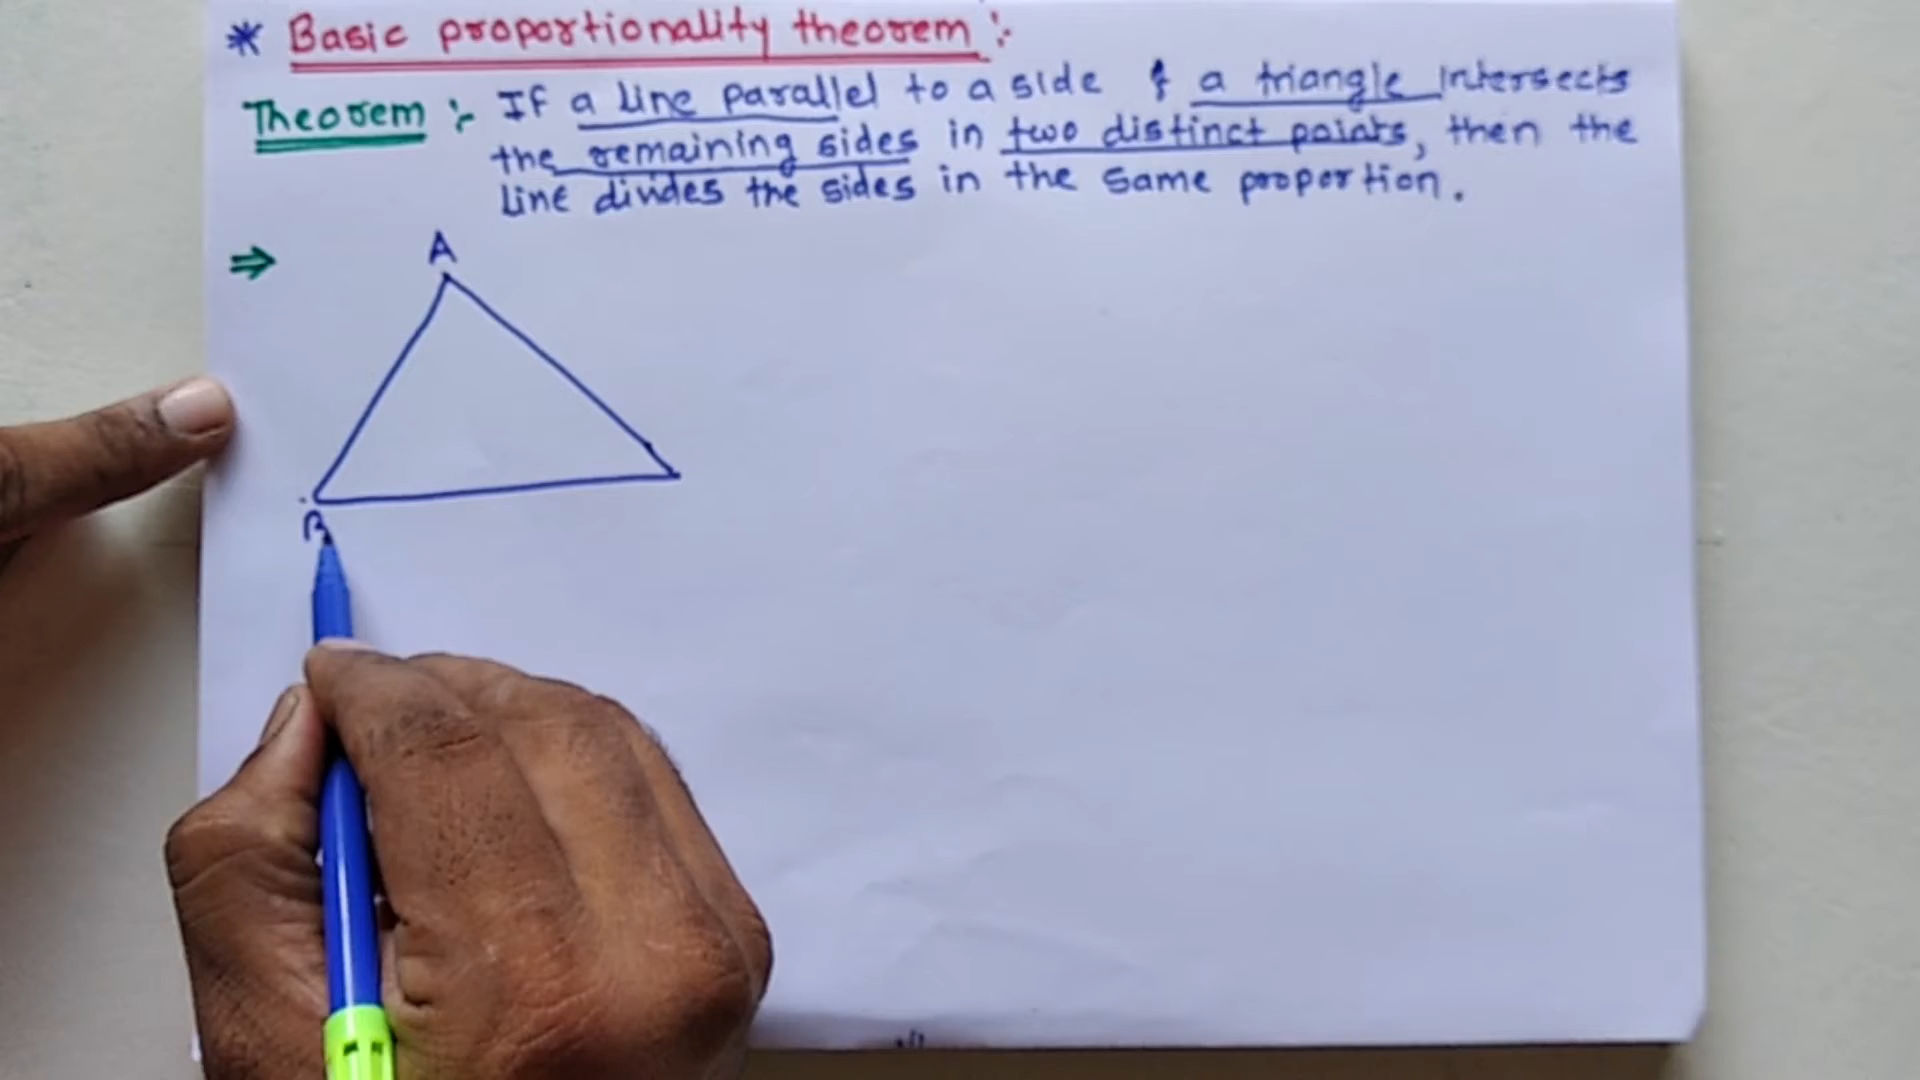 * Basic proportionality theorem :-
Theorem :- If a line parallel to a side of a triangle intersects
the remaining sides in two distinct points, then the
line divides the sides in the same proportion.
⇒
A
B